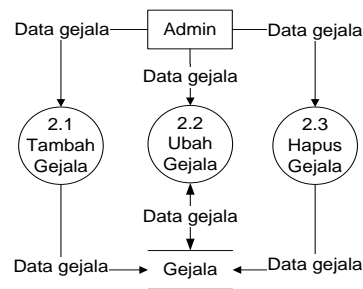 Data gejala
Admin
Data gejala
Data gejala
2.1
Tambah
Gejala
2.2
Ubah
Gejala
2.3
Hapus
Gejala
Data gejala
Data gejala
Gejala
Data gejala